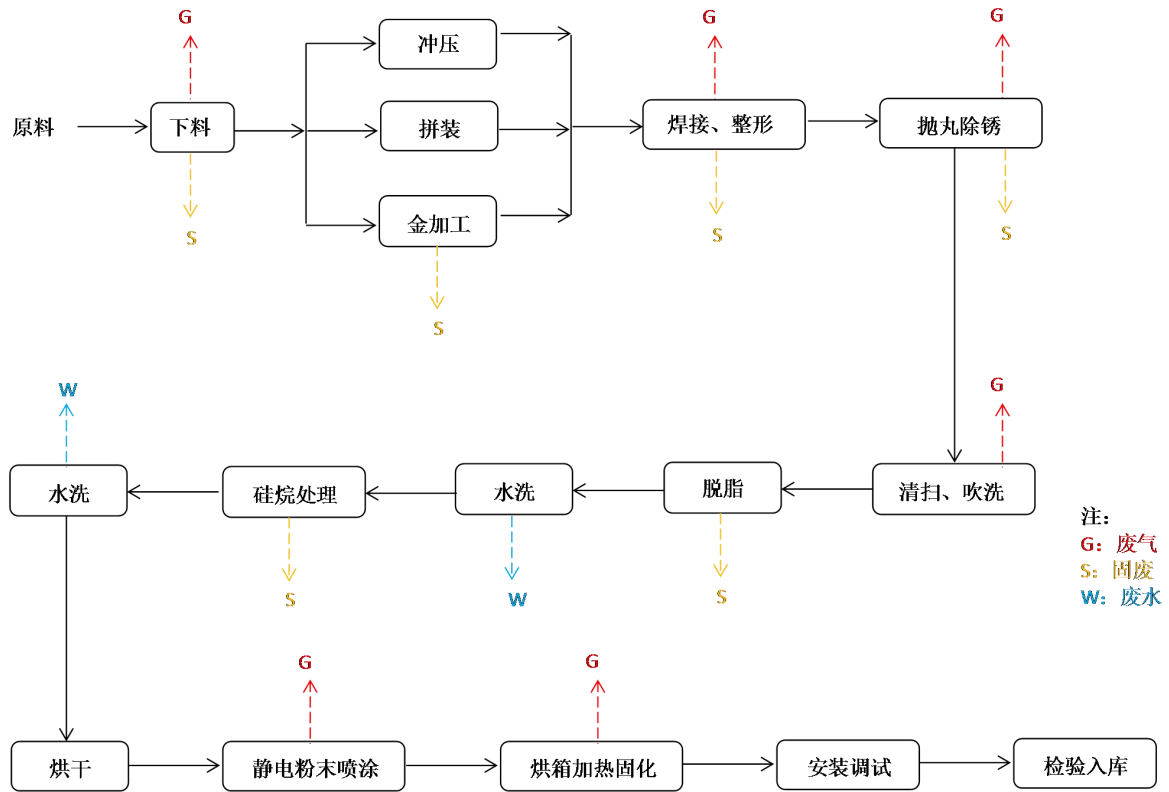 G
G
G
冲压
原料
下料
拼装
焊接、整形
抛丸除锈
金加工
S
S
S
S
W
G
水洗
硅烷处理
水洗
脱脂
清扫、吹洗
S
W
S
注：
G：废气
S：固废
W：废水
G
G
烘干
静电粉末喷涂
烘箱加热固化
安装调试
检验入库